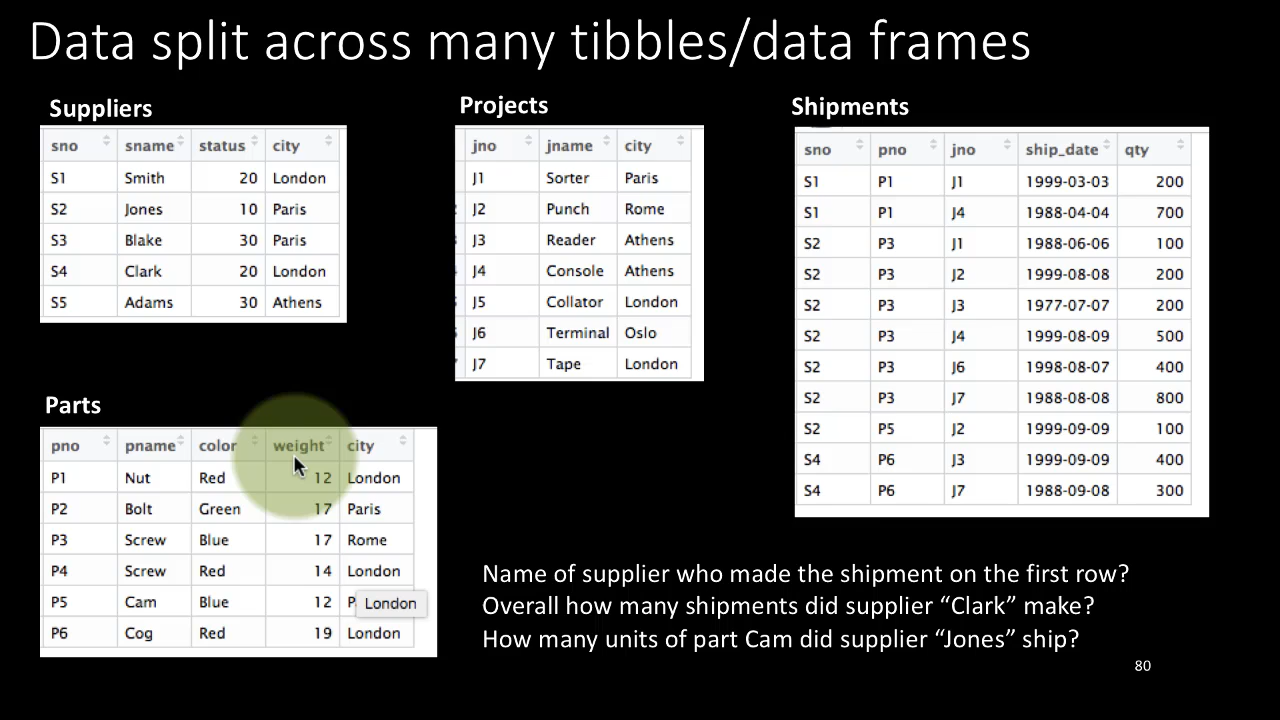 Data split across many tibbles/data frames
Suppliers
sno sname status city
S1 Smith 20 London
S2 Jones 10 Paris
S3 Blake 30 Paris
S4 Clark 20 London
S5 Adams 30 Athens
Projects
jno jname city
J1 Sorter Paris
J2 Punch Rome
J3 Reader Athens
J4 Console Athens
J5 Collator London
J6 Terminal Oslo
J7 Tape London
Shipments
sno pno jno ship_date qty
S1 P1 J1 1999-03-03 200
S1 P1 J4 1988-04-04 700
S2 P3 J1 1988-06-06 100
S2 P3 J2 1999-08-08 200
S2 P3 J3 1977-07-07 200
S2 P3 J4 1999-08-09 500
S2 P3 J6 1998-08-07 400
S2 P3 J7 1988-08-08 800
S2 P5 J2 1999-09-09 100
S4 P6 J3 1999-09-09 400
S4 P6 J7 1988-09-08 300
Parts
pno pname color weight city
P1 Nut Red 12 London
P2 Bolt Green 17 Paris
P3 Screw Blue 17 Rome
P4 Screw Red 14 London
P5 Cam Blue 12
London
P6 Cog Red 19 London
Name of supplier who made the shipment on the first row?
Overall how many shipments did supplier “Clark” make?
How many units of part Cam did supplier “Jones” ship?
80